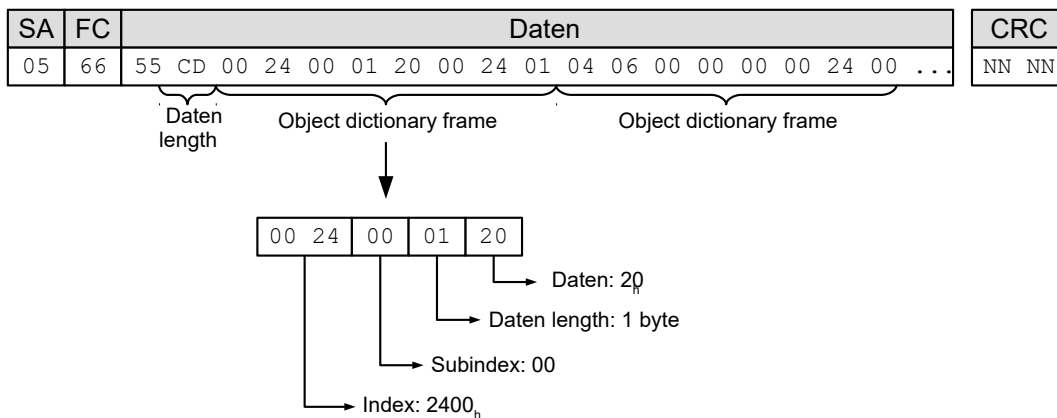 SA FC Daten CRC
05 66 55 CD 00 24 00 01 20 00 24 01 04 06 00 00 00 00 24 00 ... NN NN
Daten length
Object dictionary frame
Object dictionary frame
00 24 00 01 20
Daten: 20h
Daten length: 1 byte
Subindex: 00
Index: 2400h